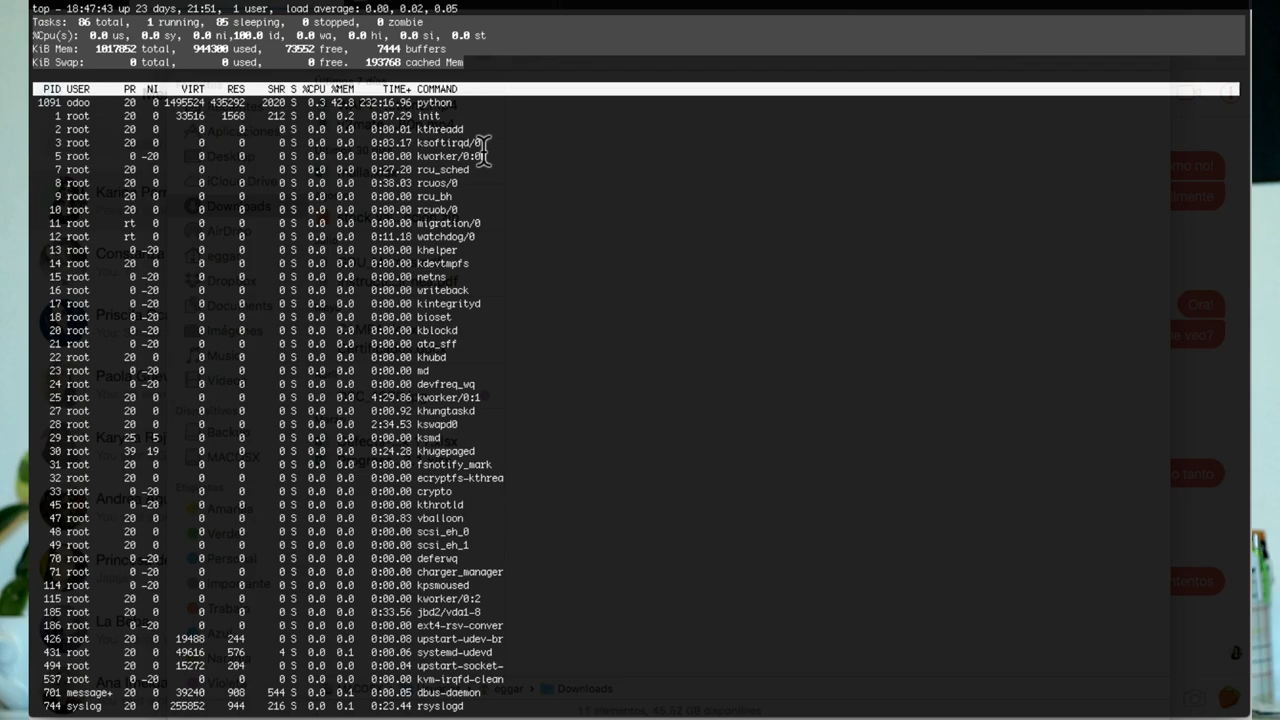 top - 18:47:43 up 23 days, 21:51, 1 user, load average: 0.00, 0.02, 0.05
Tasks: 86 total, 1 running, 85 sleeping, 0 stopped, 0 zombie
%Cpu(s): 0.0 us, 0.0 sy, 0.0 ni,100.0 id, 0.0 wa, 0.0 hi, 0.0 si, 0.0 st
KiB Mem: 1017852 total, 944300 used, 73552 free, 7444 buffers
KiB Swap: 0 total, 0 used, 0 free. 193768 cached Mem
PID USER PR NI VIRT RES SHR S %CPU %MEM TIME+ COMMAND
1091 odoo 20 0 1495524 435292 2020 S 0.3 42.8 232:16.96 python
1 root 20 0 33516 1568 212 S 0.0 0.2 0:07.29 init
2 root 20 0 0 0 0 S 0.0 0.0 0:00.01 kthreadd
3 root 20 0 0 0 0 S 0.0 0.0 0:03.17 ksoftirqd/0
5 root 0 -20 0 0 0 S 0.0 0.0 0:00.00 kworker/0:0H
7 root 20 0 0 0 0 S 0.0 0.0 0:27.20 rcu_sched
8 root 20 0 0 0 0 S 0.0 0.0 0:38.03 rcuos/0
9 root 20 0 0 0 0 S 0.0 0.0 0:00.00 rcu_bh
10 root 20 0 0 0 0 S 0.0 0.0 0:00.00 rcuob/0
11 root rt 0 0 0 0 S 0.0 0.0 0:00.00 migration/0
12 root rt 0 0 0 0 S 0.0 0.0 0:11.18 watchdog/0
13 root 0 -20 0 0 0 S 0.0 0.0 0:00.00 khelper
14 root 20 0 0 0 0 S 0.0 0.0 0:00.00 kdevtmpfs
15 root 0 -20 0 0 0 S 0.0 0.0 0:00.00 netns
16 root 0 -20 0 0 0 S 0.0 0.0 0:00.00 writeback
17 root 0 -20 0 0 0 S 0.0 0.0 0:00.00 kintegrityd
18 root 0 -20 0 0 0 S 0.0 0.0 0:00.00 bioset
20 root 0 -20 0 0 0 S 0.0 0.0 0:00.00 kblockd
21 root 0 -20 0 0 0 S 0.0 0.0 0:00.00 ata_sff
22 root 20 0 0 0 0 S 0.0 0.0 0:00.00 khubd
23 root 0 -20 0 0 0 S 0.0 0.0 0:00.00 md
24 root 0 -20 0 0 0 S 0.0 0.0 0:00.00 devfreq_wq
25 root 20 0 0 0 0 S 0.0 0.0 4:29.86 kworker/0:1
27 root 20 0 0 0 0 S 0.0 0.0 0:00.92 khungtaskd
28 root 20 0 0 0 0 S 0.0 0.0 2:34.53 kswapd0
29 root 25 5 0 0 0 S 0.0 0.0 0:00.00 ksmd
30 root 39 19 0 0 0 S 0.0 0.0 0:24.28 khugepaged
31 root 20 0 0 0 0 S 0.0 0.0 0:00.00 fsnotify_mark
32 root 20 0 0 0 0 S 0.0 0.0 0:00.00 ecryptfs-kthrea
33 root 0 -20 0 0 0 S 0.0 0.0 0:00.00 crypto
45 root 0 -20 0 0 0 S 0.0 0.0 0:00.00 kthrotld
47 root 20 0 0 0 0 S 0.0 0.0 0:30.83 vballoon
48 root 20 0 0 0 0 S 0.0 0.0 0:00.00 scsi_eh_0
49 root 20 0 0 0 0 S 0.0 0.0 0:00.00 scsi_eh_1
70 root 0 -20 0 0 0 S 0.0 0.0 0:00.00 deferwq
71 root 0 -20 0 0 0 S 0.0 0.0 0:00.00 charger_manager
114 root 0 -20 0 0 0 S 0.0 0.0 0:00.00 kpsmoused
115 root 20 0 0 0 0 S 0.0 0.0 0:00.00 kworker/0:2
185 root 20 0 0 0 0 S 0.0 0.0 0:33.56 jbd2/vda1-8
186 root 0 -20 0 0 0 S 0.0 0.0 0:00.00 ext4-rsv-conver
426 root 20 0 19488 244 0 S 0.0 0.0 0:00.08 upstart-udev-br
431 root 20 0 49616 576 4 S 0.0 0.1 0:00.06 systemd-udevd
494 root 20 0 15272 204 0 S 0.0 0.0 0:00.04 upstart-socket-
537 root 0 -20 0 0 0 S 0.0 0.0 0:00.00 kvm-irqfd-clean
701 message+ 20 0 39240 908 544 S 0.0 0.1 0:00.05 dbus-daemon
744 syslog 20 0 255852 944 216 S 0.0 0.1 0:23.44 rsyslogd
Aplicaciones
Desktop
iCloud Drive
Downloads
AirDrop
eggar
Dropbox
Documents
Imágenes
Música
Vídeos
Dispositivos
Backup
MACOSX
Etiquetas
Verde
Personal
Importante
Trabajo
Azul
Violeta
Ora!
eggar › Downloads